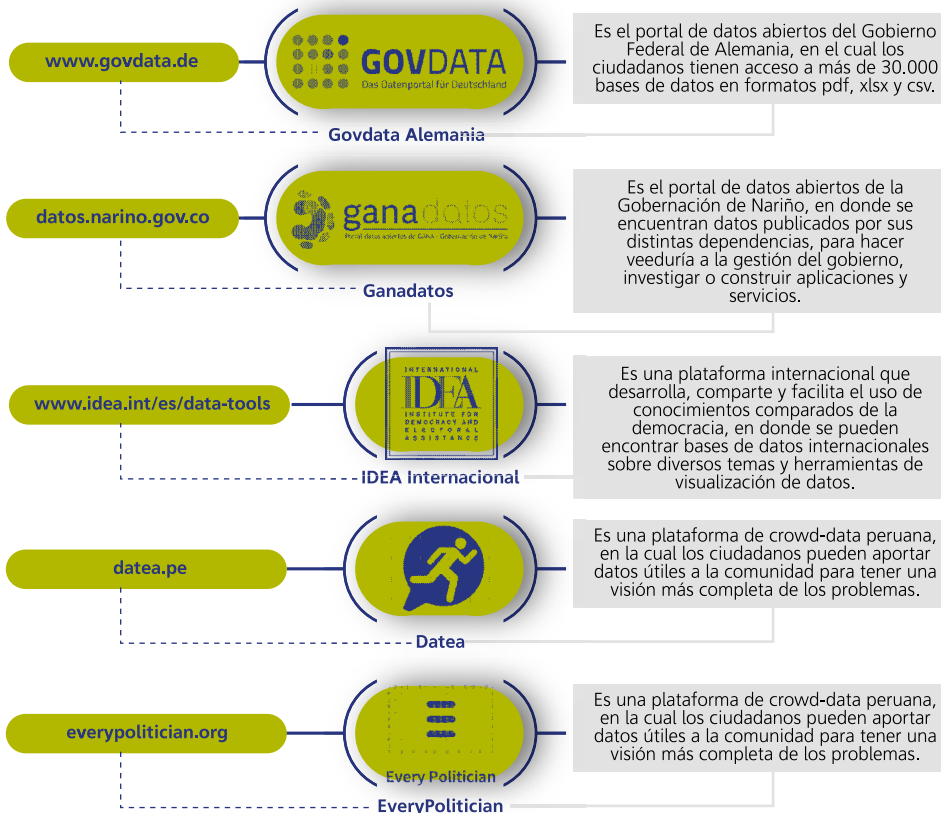 www.govdata.de
GOVDATA
Das Datenportal für Deutschland
Govdata Alemania
Es el portal de datos abiertos del Gobierno
Federal de Alemania, en el cual los
ciudadanos tienen acceso a más de 30.000
bases de datos en formatos pdf, xlsx y csv.
datos.narino.gov.co
ganadatos
Portal datos abiertos de GANA - Gobernación de Nariño
Ganadatos
Es el portal de datos abiertos de la
Gobernación de Nariño, en donde se
encuentran datos publicados por sus
distintas dependencias, para hacer
veeduría a la gestión del gobierno,
investigar o construir aplicaciones y
servicios.
www.idea.int/es/data-tools
INTERNATIONAL
IDEA
INSTITUTE FOR
DEMOCRACY AND
ELECTORAL
ASSISTANCE
IDEA Internacional
Es una plataforma internacional que
desarrolla, comparte y facilita el uso de
conocimientos comparados de la
democracia, en donde se pueden
encontrar bases de datos internacionales
sobre diversos temas y herramientas de
visualización de datos.
datea.pe
Datea
Es una plataforma de crowd-data peruana,
en la cual los ciudadanos pueden aportar
datos útiles a la comunidad para tener una
visión más completa de los problemas.
everypolitician.org
Every Politician
EveryPolitician
Es una plataforma de crowd-data peruana,
en la cual los ciudadanos pueden aportar
datos útiles a la comunidad para tener una
visión más completa de los problemas.